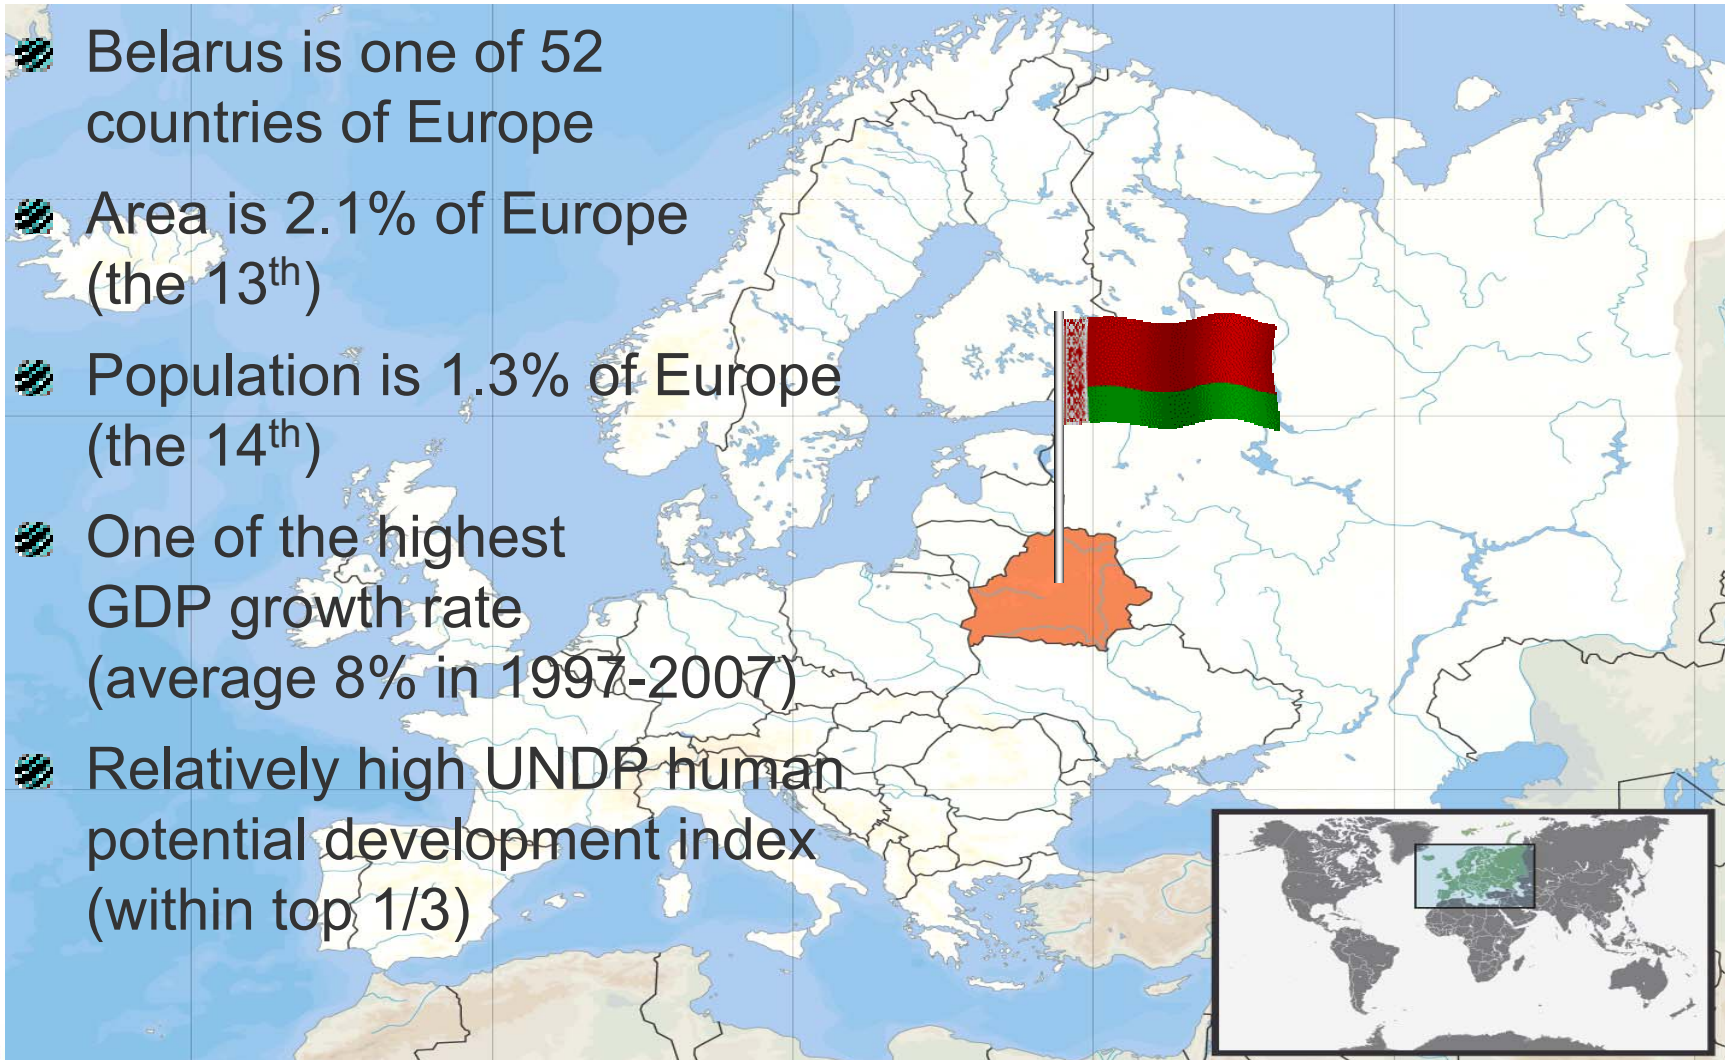 Belarus is one of 52
countries of Europe
Area is 2.1% of Europe
(the 13th)
Population is 1.3% of Europe
(the 14th)
One of the highest
GDP growth rate
(average 8% in 1997-2007)
Relatively high UNDP human
potential development index
(within top 1/3)